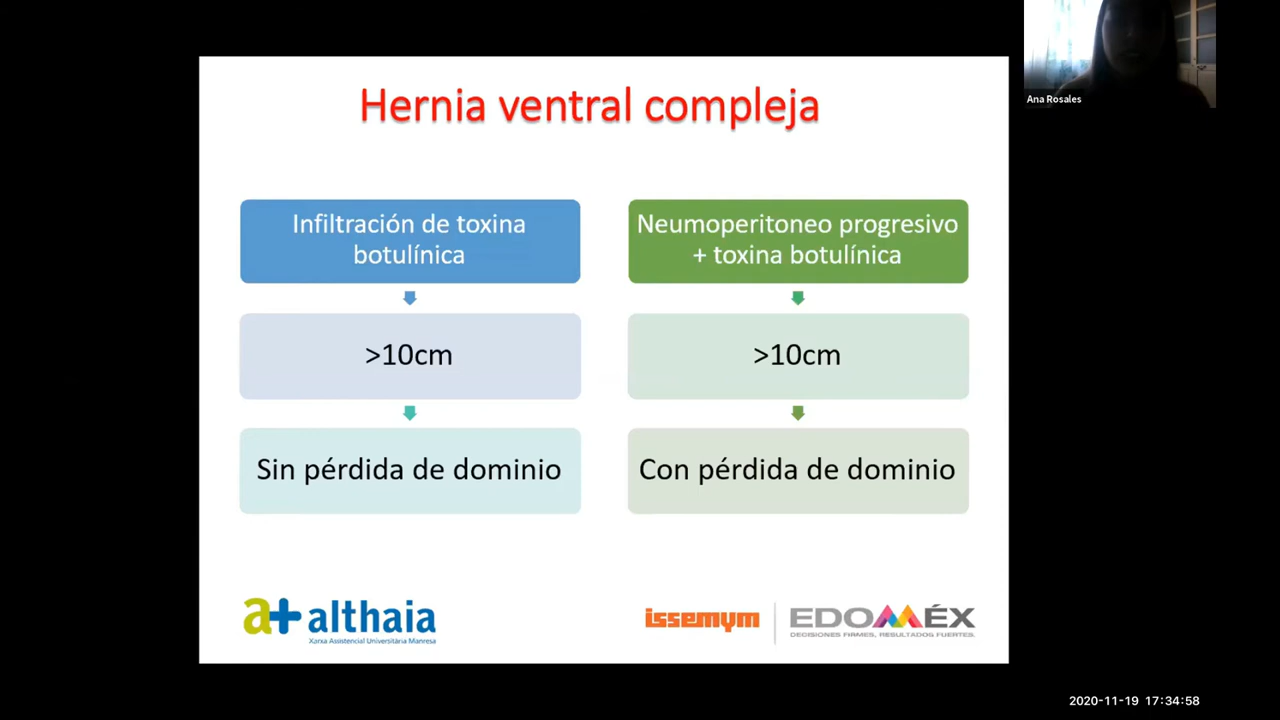 Ana Rosales
Hernia ventral compleja
Infiltración de toxina
botulínica
>10cm
Sin pérdida de dominio
Neumoperitoneo progresivo
+ toxina botulínica
>10cm
Con pérdida de dominio
a+ althaia
Xarxa Assistencial Universitària Manresa
issemym
EDOMÉX
DECISIONES FIRMES, RESULTADOS FUERTES.
2020-11-19 17:34:58